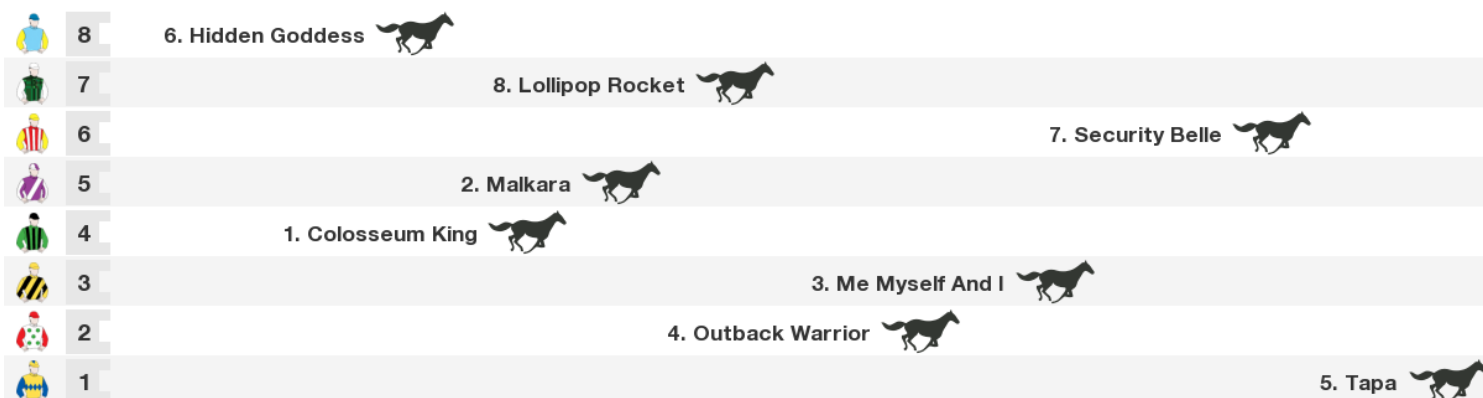 8 6. Hidden Goddess
7 8. Lollipop Rocket
6 7. Security Belle
5 2. Malkara
4 1. Colosseum King
3 3. Me Myself And I
2 4. Outback Warrior
1 5. Tapa